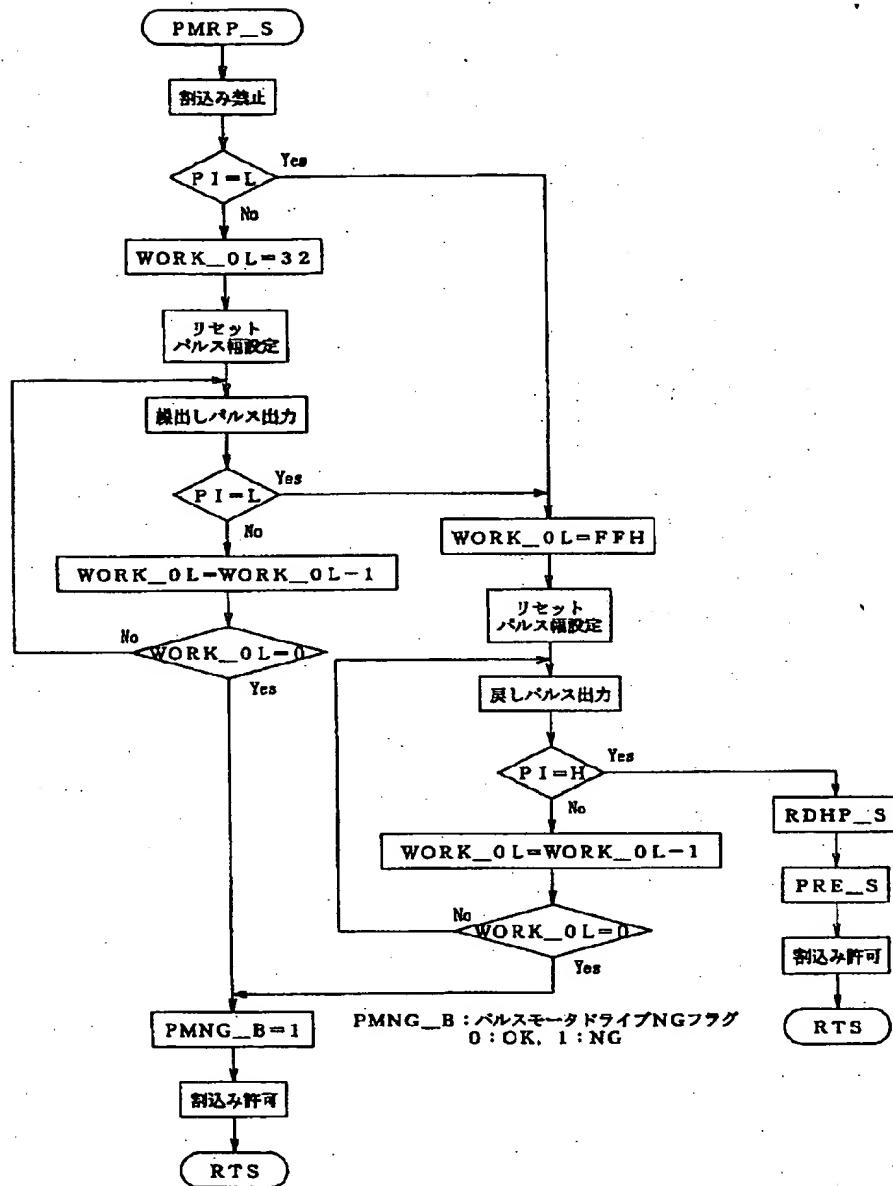 PMRP_S
割込み禁止
PI=L
Yes
No
WORK_0L=32
リセット
パルス幅設定
繰出しパルス出力
PI=L
Yes
No
WORK_0L=WORK_0L-1
WORK_0L=0
No
Yes
WORK_0L=FFH
リセット
パルス幅設定
戻しパルス出力
PI=H
Yes
No
WORK_0L=WORK_0L-1
WORK_0L=0
No
Yes
RDHP_S
PRE_S
割込み許可
RTS
PMNG_B=1
割込み許可
RTS
PMNG_B:パルスモータドライブNGフラグ
0:OK, 1:NG